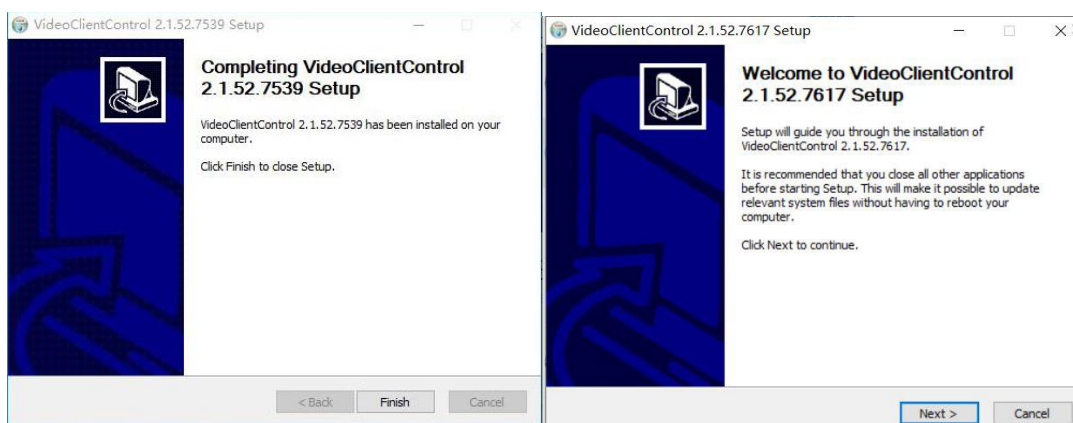 VideoClientControl 2.1.52.7539 Setup
Completing VideoClientControl
2.1.52.7539 Setup
VideoClientControl 2.1.52.7539 has been installed on your
computer.
Click Finish to close Setup.
< Back
Finish
Cancel
VideoClientControl 2.1.52.7617 Setup
Welcome to VideoClientControl
2.1.52.7617 Setup
Setup will guide you through the installation of
VideoClientControl 2.1.52.7617.
It is recommended that you close all other applications
before starting Setup. This will make it possible to update
relevant system files without having to reboot your
computer.
Click Next to continue.
Next >
Cancel